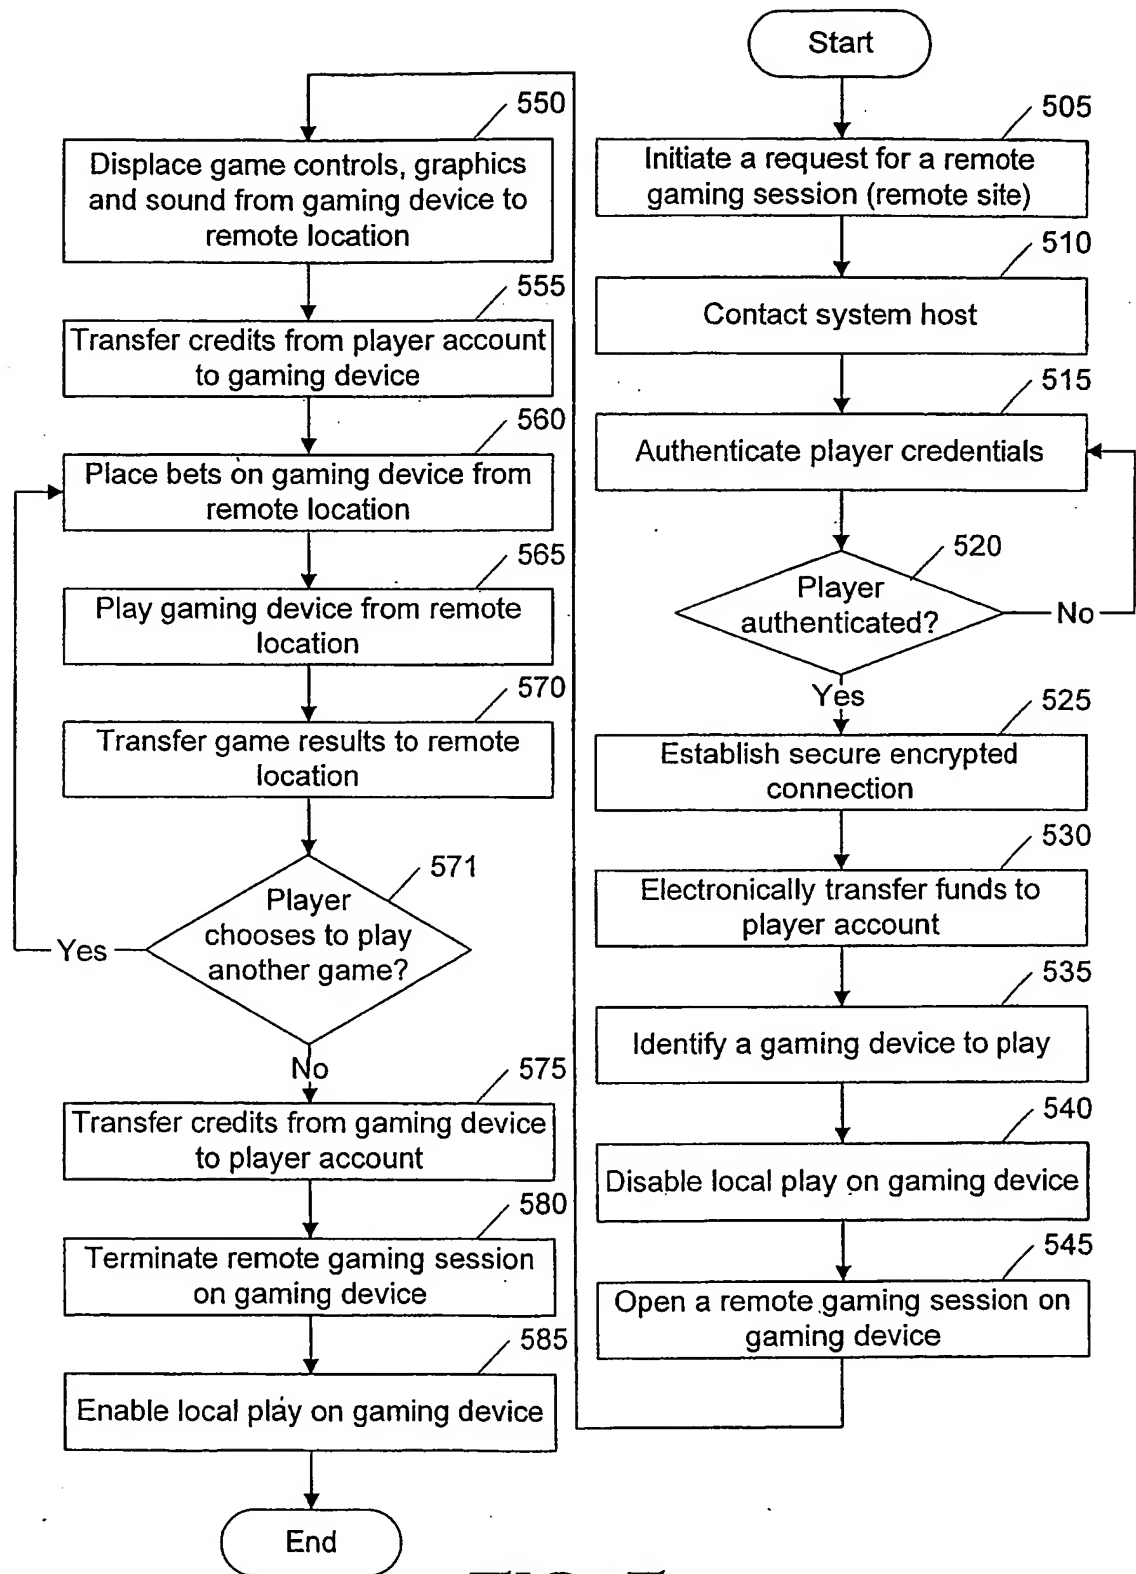 Start
505
Initiate a request for a remote
gaming session (remote site)
510
Contact system host
515
Authenticate player credentials
520
Player
authenticated?
No
Yes
525
Establish secure encrypted
connection
530
Electronically transfer funds to
player account
535
Identify a gaming device to play
540
Disable local play on gaming device
545
Open a remote gaming session on
gaming device
550
Displace game controls, graphics
and sound from gaming device to
remote location
555
Transfer credits from player account
to gaming device
560
Place bets on gaming device from
remote location
565
Play gaming device from remote
location
570
Transfer game results to remote
location
571
Player
chooses to play
another game?
Yes
No
575
Transfer credits from gaming device
to player account
580
Terminate remote gaming session
on gaming device
585
Enable local play on gaming device
End